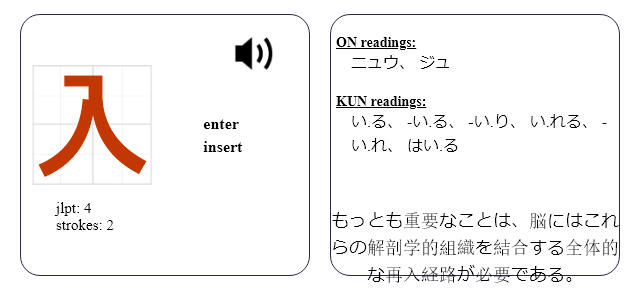 入
enter
insert
jlpt: 4
strokes: 2
ON readings:
ニュウ、 ジュ
KUN readings:
い.る、 -い.る、 -い.り、 い.れる、 -
い.れ、 はい.る
もっとも重要なことは、脳にはこれ
らの解剖学的組織を結合する全体的
な再入経路が必要である。